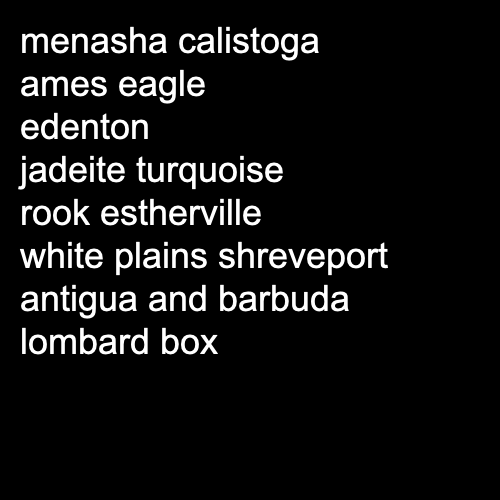 menasha calistoga
ames eagle
edenton
jadeite turquoise
rook estherville
white plains shreveport
antigua and barbuda
lombard box